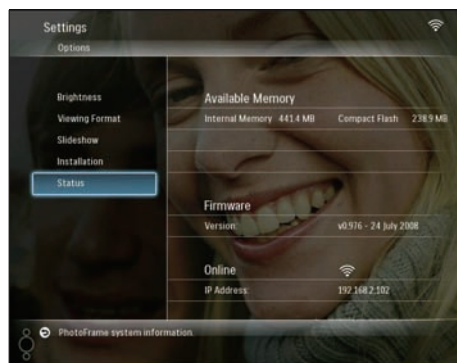 Settings
Options
Brightness
Viewing Format
Slideshow
Installation
Status
Available Memory
Internal Memory 441.4 MB Compact Flash 238.9 MB
Firmware
Version: v0.976 - 24 July 2008
Online
IP Address: 192.168.2.102
PhotoFrame system information.